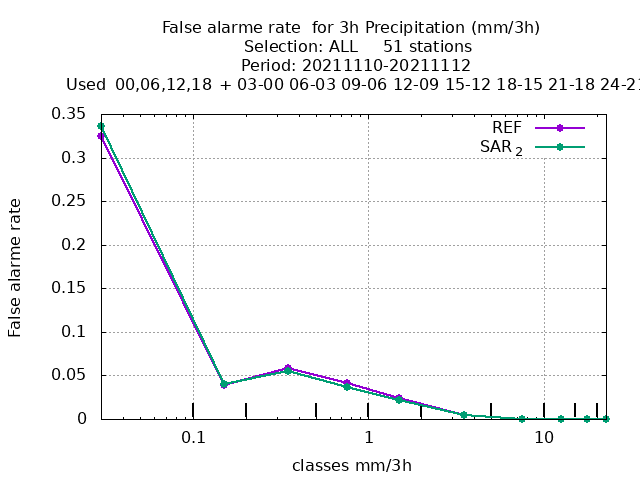 False alarme rate  for 3h Precipitation (mm/3h)
Selection: ALL     51 stations
Period: 20211110-20211112
Used  00,06,12,18  + 03-00 06-03 09-06 12-09  15-12  18-15  21-18  24-21
REF
SAR 2
0.35
0.3
0.25
0.2
0.15
0.1
0.05
0
False alarme rate
0.1
1
10
classes mm/3h